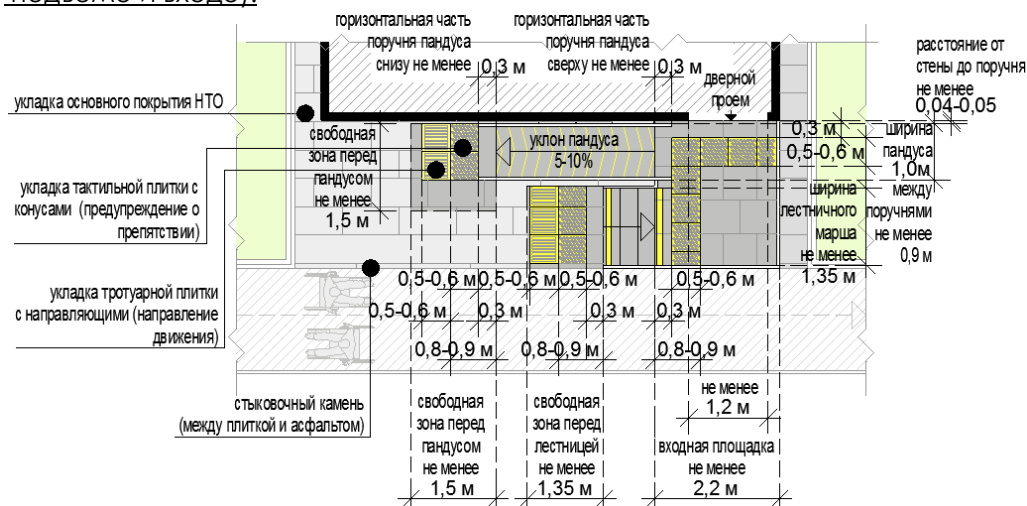 подъёмо и входу).
горизонтальная часть
поручня пандуса
снизу не менее
0,3 м
горизонтальная часть
поручня пандуса
сверху не менее
0,3 м
дверной
проем
расстояние от
стены до поручня
не менее
0,04-0,05
укладка основного покрытия НТО
свободная
зона перед
пандусом
не менее
1,5 м
уклон пандуса
5-10%
0,3 м
0,5-0,6 м
ширина
пандуса
1,0м
укладка тактильной плитки с
конусами (предупреждение о
препятствии)
ширина
лестничного
марша
не менее
1,35 м
между
поручнями
не менее
0,9 м
укладка тротуарной плитки
с направляющими (направление
движения)
0,5-0,6 м
0,5-0,6 м
0,5-0,6 м
0,5-0,6 м
0,5-0,6 м
0,3 м
0,3 м
0,3 м
0,8-0,9 м
0,8-0,9 м
0,8-0,9 м
стыковочный камень
(между плиткой и асфальтом)
свободная
зона перед
пандусом
не менее
1,5 м
свободная
зона перед
лестницей
не менее
1,35 м
не менее
1,2 м
входная площадка
не менее
2,2 м